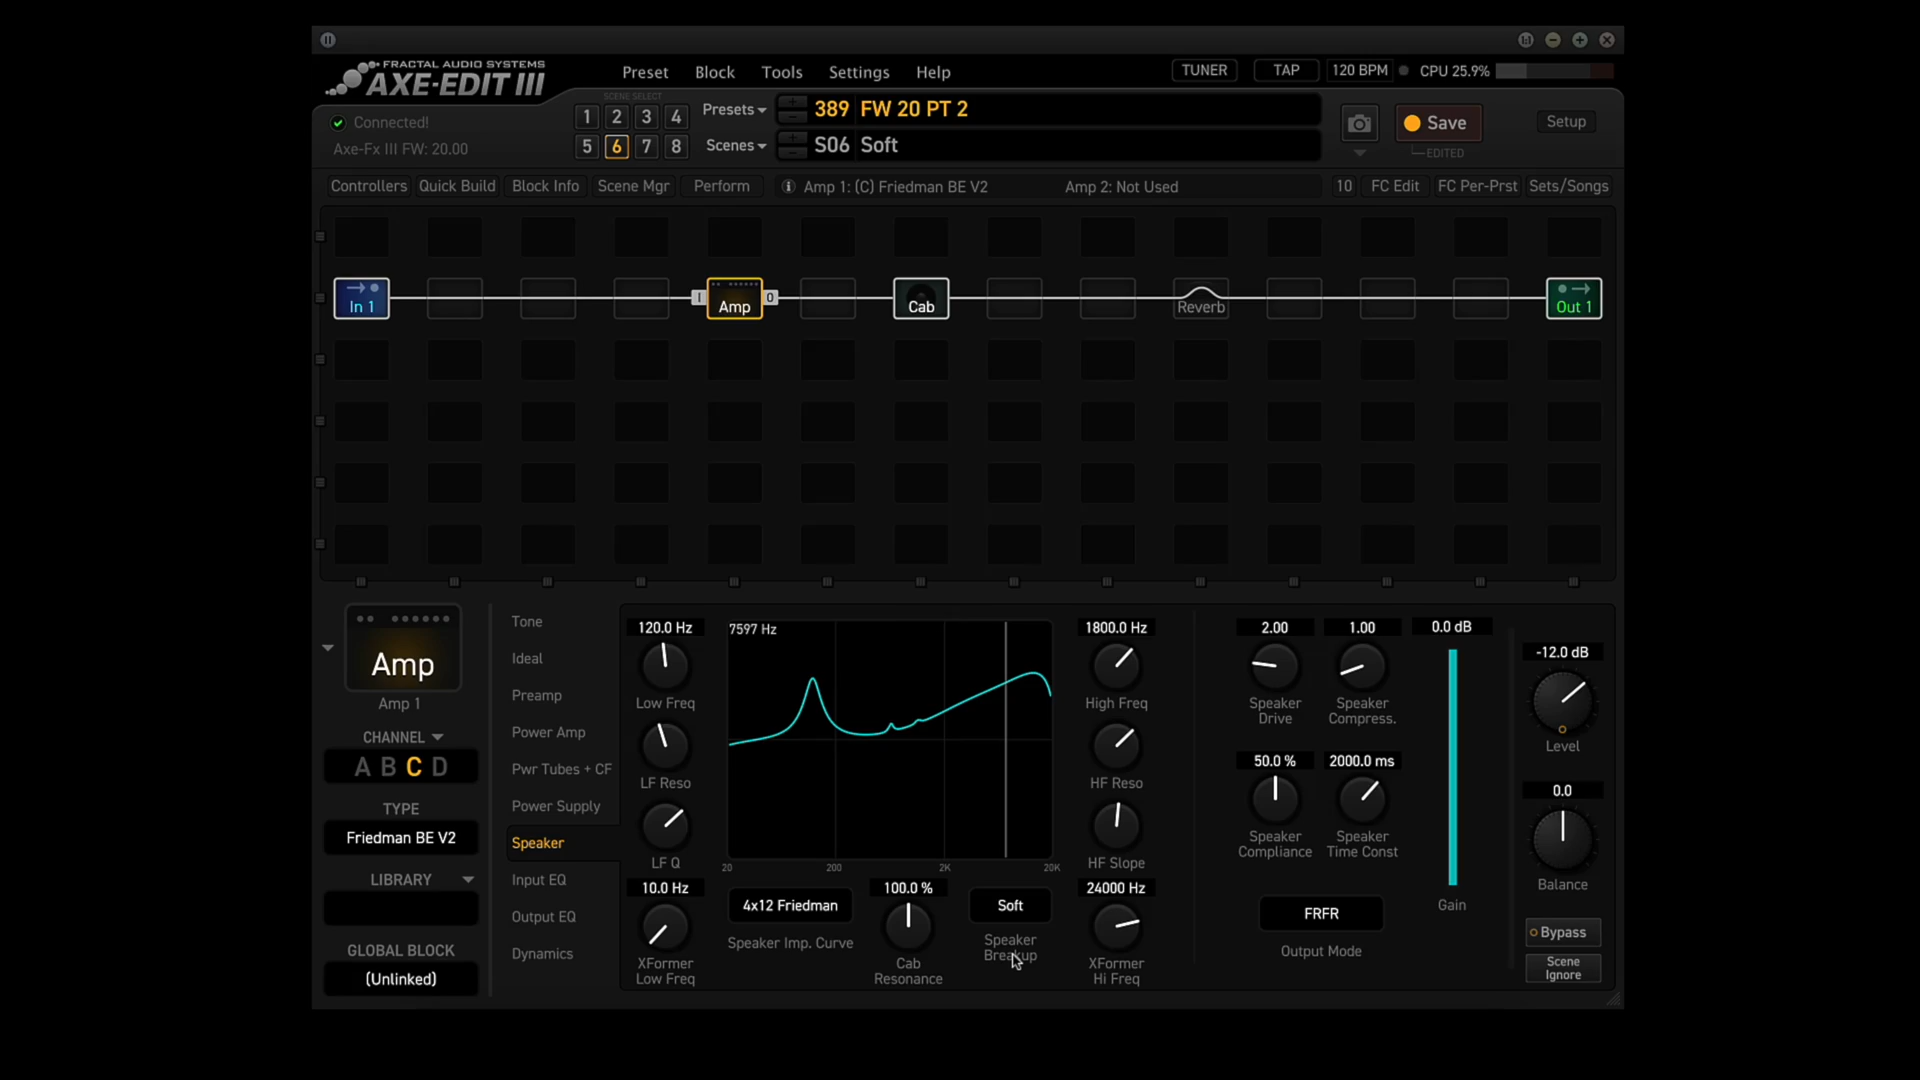 FRACTAL AUDIO SYSTEMS
AXE-EDIT III
Preset Block Tools Settings Help
TUNER TAP 120 BPM CPU 25.9%
SCENE SELECT
1 2 3 4
5 6 7 8
Presets 389 FW 20 PT 2
Scenes S06 Soft
Connected!
Axe-Fx III FW: 20.00
Save
EDITED
Setup
Controllers Quick Build Block Info Scene Mgr Perform
Amp 1: (C) Friedman BE V2 Amp 2: Not Used
10 FC Edit FC Per-Prst Sets/Songs
In 1 I Amp O Cab Reverb Out 1
Amp
Amp 1
CHANNEL
A B C D
TYPE
Friedman BE V2
LIBRARY
GLOBAL BLOCK
(Unlinked)
Tone
Ideal
Preamp
Power Amp
Pwr Tubes + CF
Power Supply
Speaker
Input EQ
Output EQ
Dynamics
120.0 Hz
Low Freq
LF Reso
LF Q
10.0 Hz
XFormer
Low Freq
7597 Hz
20 200 2K 20K
4x12 Friedman
Speaker Imp. Curve
100.0 %
Cab
Resonance
Soft
Speaker
Breakup
1800.0 Hz
High Freq
HF Reso
HF Slope
24000 Hz
XFormer
Hi Freq
2.00
Speaker
Drive
1.00
Speaker
Compress.
50.0 %
Speaker
Compliance
2000.0 ms
Speaker
Time Const
FRFR
Output Mode
0.0 dB
Gain
-12.0 dB
Level
0.0
Balance
Bypass
Scene
Ignore